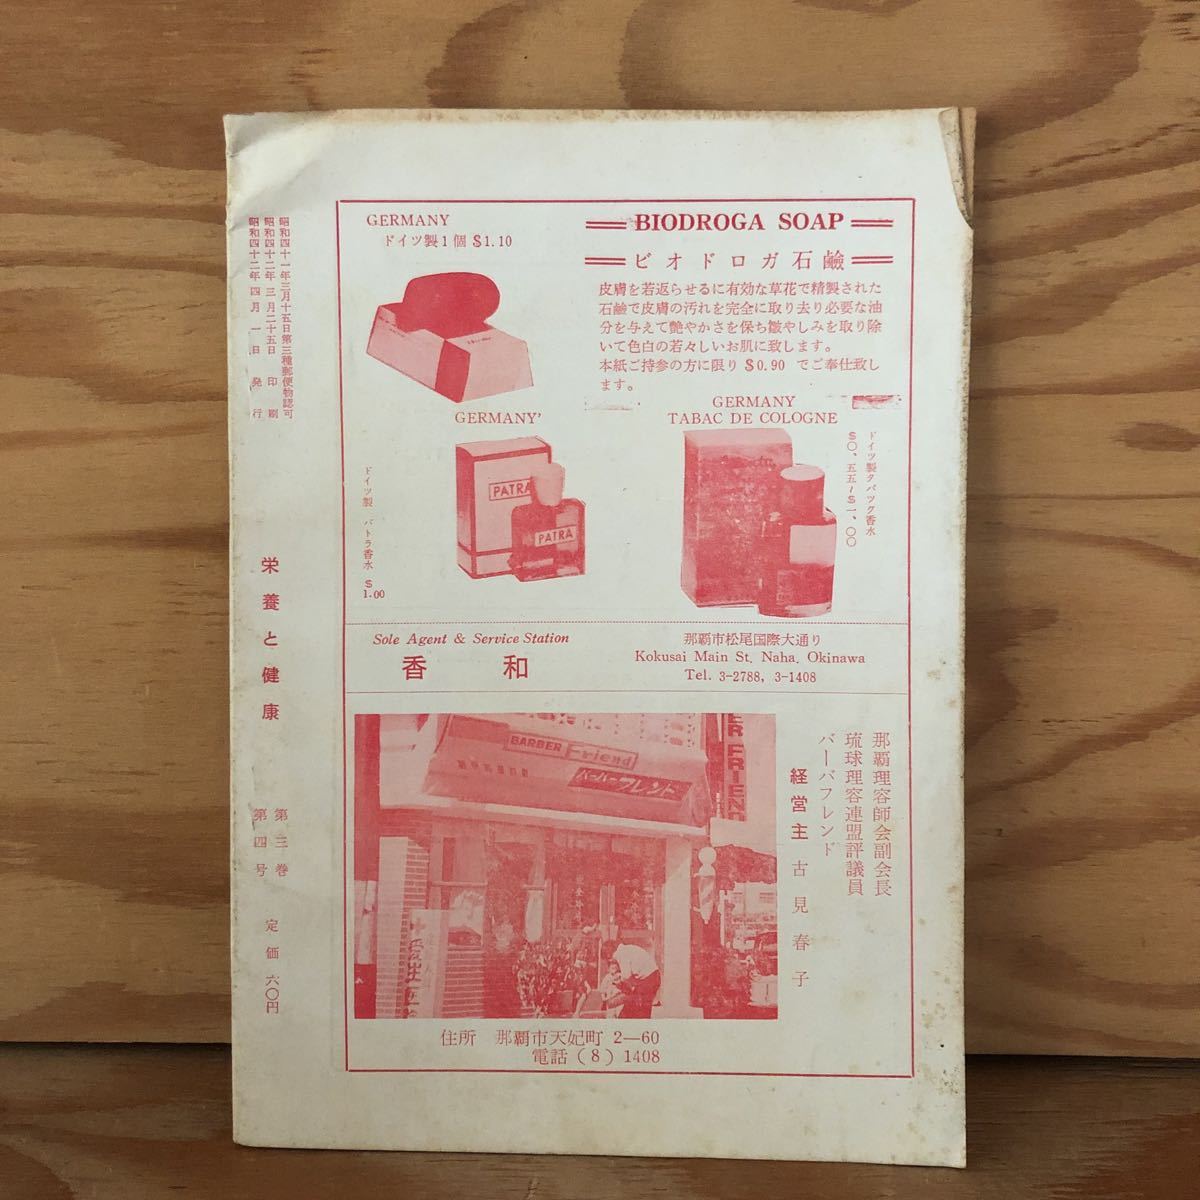 昭和四十一年三月十五日第三種郵便物認可
昭和四十二年三月二十五日 印刷
昭和四十二年四月一日 発行
栄養と健康
第三巻
第四号
定価六〇円
GERMANY
ドイツ製1個 $1.10
BIODROGA SOAP
ビオドロガ石鹼
皮膚を若返らせるに有効な草花で精製された
石鹼で皮膚の汚れを完全に取り去り必要な油
分を与えて艶やかさを保ち皺やしみを取り除
いて色白の若々しいお肌に致します。
本紙ご持参の方に限り $0.90 でご奉仕致し
ます。
GERMANY
PATRA
PATRA
ドイツ製 パトラ香水 $
1.00
GERMANY
TABAC DE COLOGNE
ドイツ製タバック香水
$〇、五五〜$一、〇〇
Sole Agent & Service Station
香和
那覇市松尾国際大通り
Kokusai Main St. Naha, Okinawa
Tel. 3-2788, 3-1408
BARBER Friend
バーバーフレンド
ER FRIEND
那覇理容師会副会長
琉球理容連盟評議員
バーバフレンド
経営主 古見春子
住所 那覇市天妃町 2―60
電話(8)1408